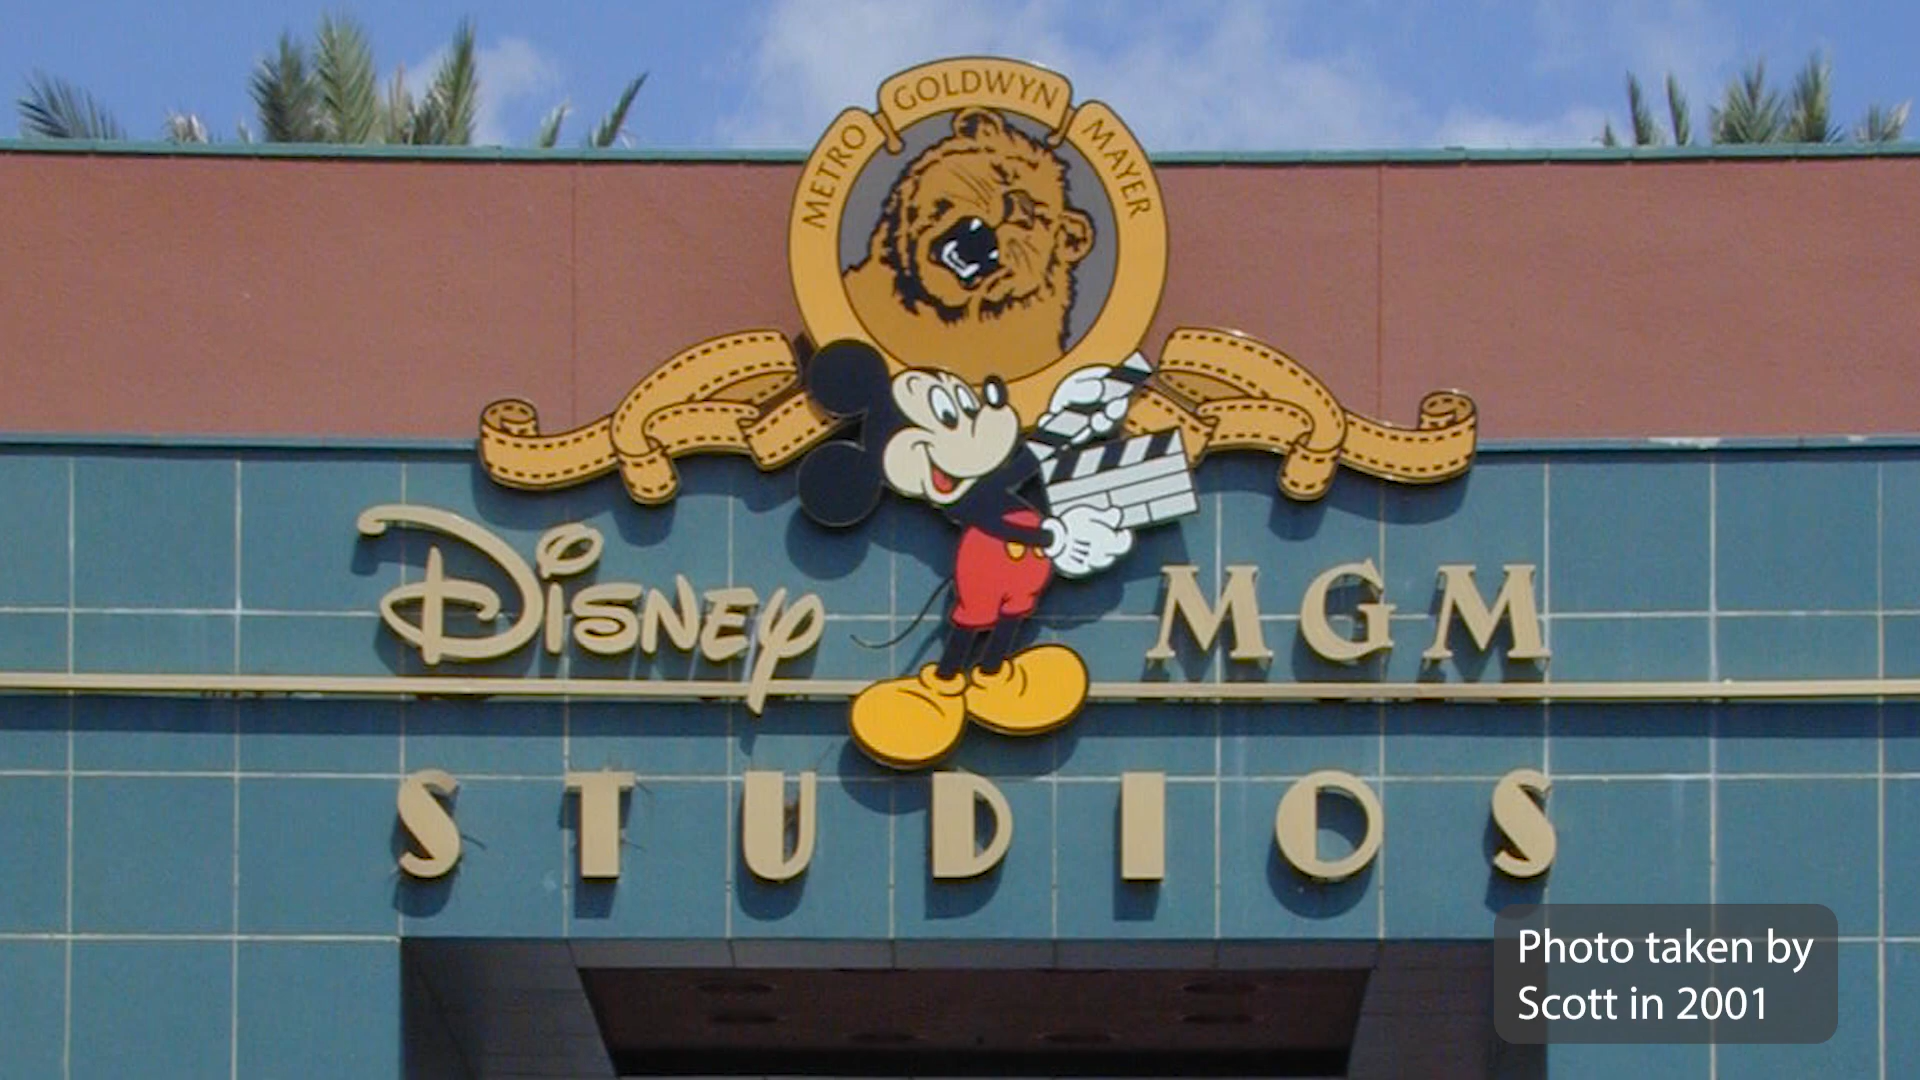 METRO GOLDWYN MAYER
Disney MGM
STUDIOS
Photo taken by
Scott in 2001